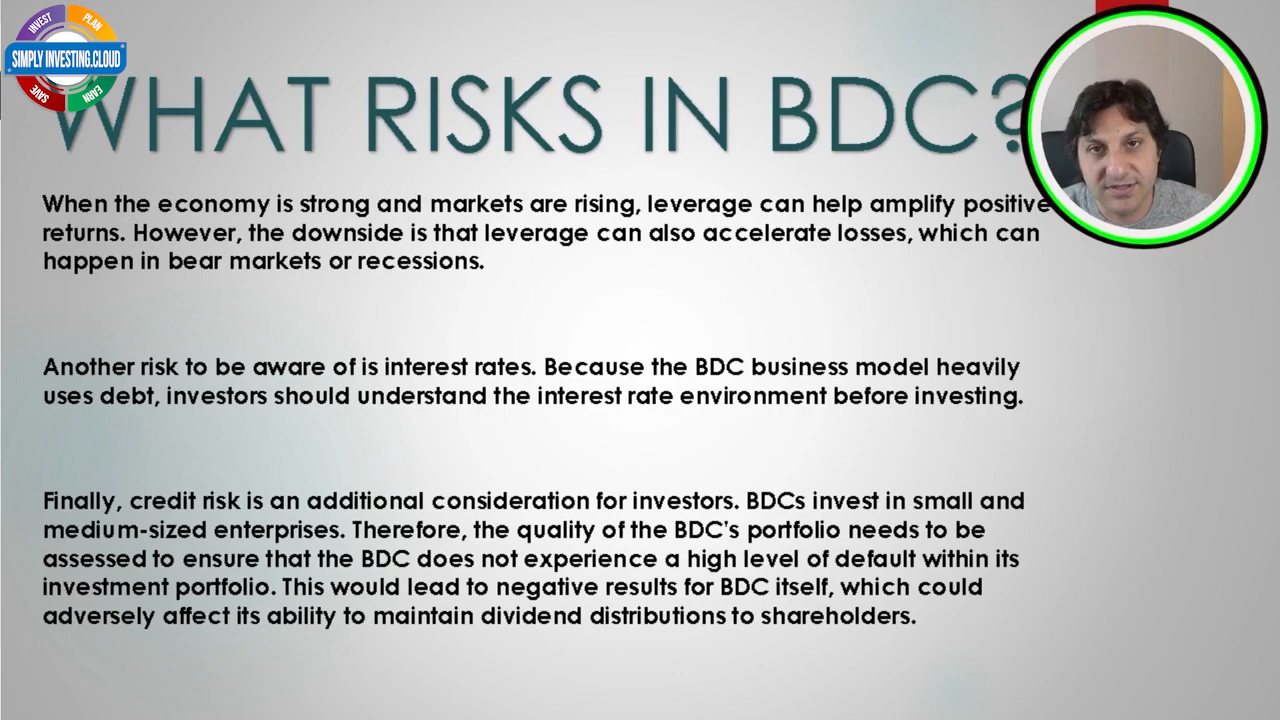 INVEST
PLAN
SIMPLY INVESTING.CLOUD
SAVE
EARN
WHAT RISKS IN BDC?
When the economy is strong and markets are rising, leverage can help amplify positive
returns. However, the downside is that leverage can also accelerate losses, which can
happen in bear markets or recessions.
Another risk to be aware of is interest rates. Because the BDC business model heavily
uses debt, investors should understand the interest rate environment before investing.
Finally, credit risk is an additional consideration for investors. BDCs invest in small and
medium-sized enterprises. Therefore, the quality of the BDC's portfolio needs to be
assessed to ensure that the BDC does not experience a high level of default within its
investment portfolio. This would lead to negative results for BDC itself, which could
adversely affect its ability to maintain dividend distributions to shareholders.